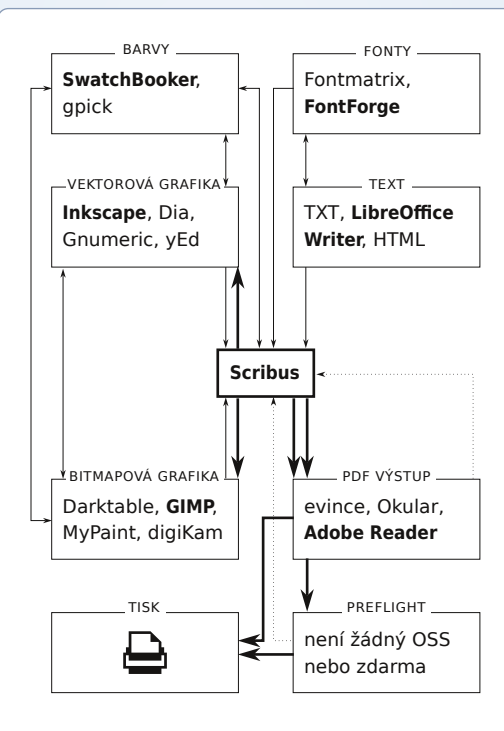 BARVY
SwatchBooker,
gpick
FONTY
Fontmatrix,
FontForge
VEKTOROVÁ GRAFIKA
Inkscape, Dia,
Gnumeric, yEd
TEXT
TXT, LibreOffice
Writer, HTML
Scribus
BITMAPOVÁ GRAFIKA
Darktable, GIMP,
MyPaint, digiKam
PDF VÝSTUP
evince, Okular,
Adobe Reader
TISK
PREFLIGHT
není žádný OSS
nebo zdarma